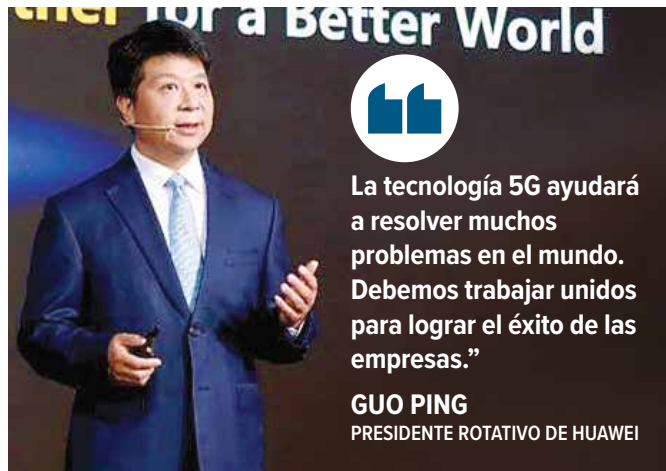 for a Better World
La tecnología 5G ayudará
a resolver muchos
problemas en el mundo.
Debemos trabajar unidos
para lograr el éxito de las
empresas.”
GUO PING
PRESIDENTE ROTATIVO DE HUAWEI